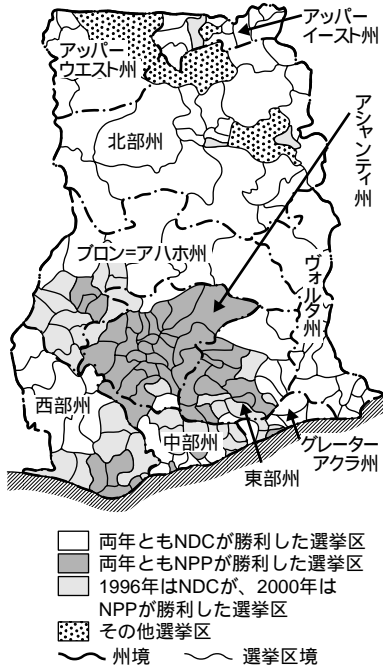 アッパー
イースト州
アッパー
ウエスト州
アシャンティ州
北部州
ブロン=アハホ州
ヴォルタ州
西部州
中部州
グレーター
アクラ州
東部州
両年ともNDCが勝利した選挙区
両年ともNPPが勝利した選挙区
1996年はNDCが、2000年は
NPPが勝利した選挙区
その他選挙区
州境
選挙区境